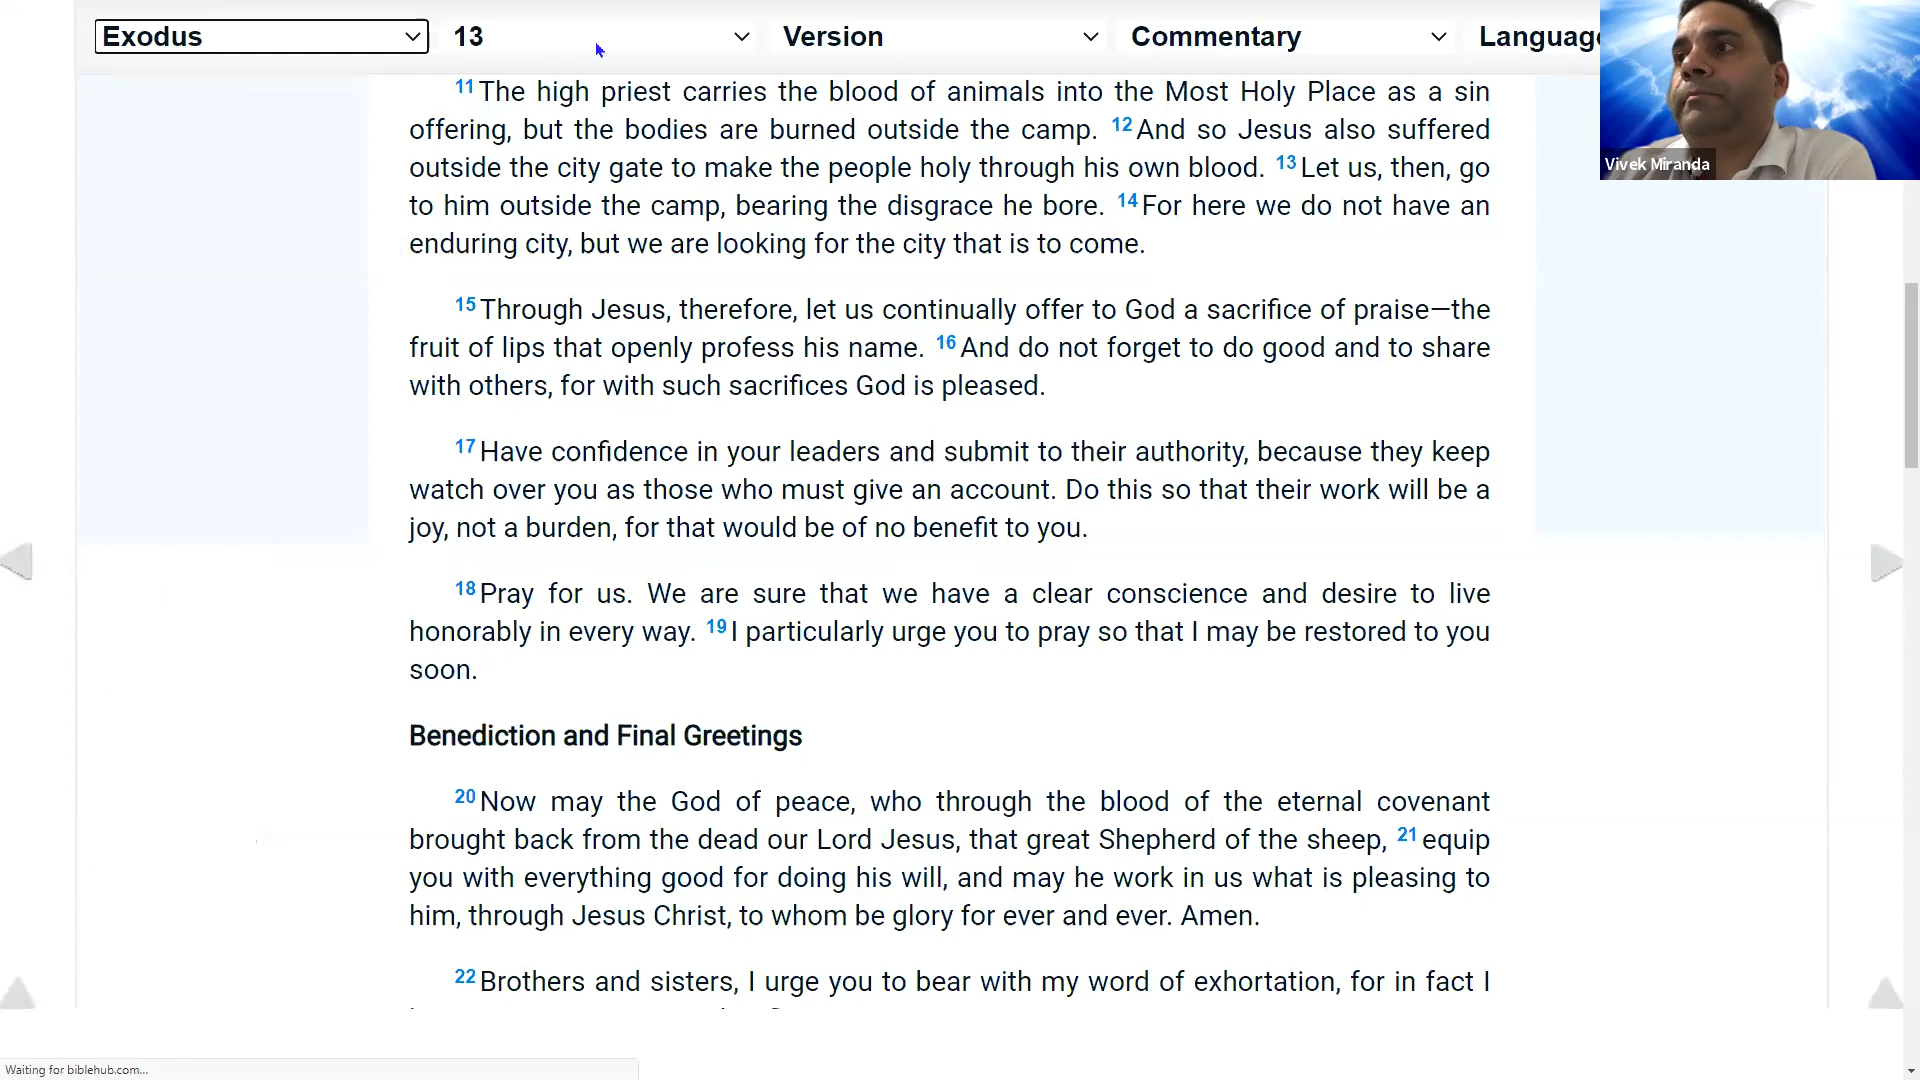 Exodus 13 Version Commentary Language
11 The high priest carries the blood of animals into the Most Holy Place as a sin
offering, but the bodies are burned outside the camp. 12 And so Jesus also suffered
outside the city gate to make the people holy through his own blood. 13 Let us, then, go
to him outside the camp, bearing the disgrace he bore. 14 For here we do not have an
enduring city, but we are looking for the city that is to come.
15 Through Jesus, therefore, let us continually offer to God a sacrifice of praise—the
fruit of lips that openly profess his name. 16 And do not forget to do good and to share
with others, for with such sacrifices God is pleased.
17 Have confidence in your leaders and submit to their authority, because they keep
watch over you as those who must give an account. Do this so that their work will be a
joy, not a burden, for that would be of no benefit to you.
18 Pray for us. We are sure that we have a clear conscience and desire to live
honorably in every way. 19 I particularly urge you to pray so that I may be restored to you
soon.
Benediction and Final Greetings
20 Now may the God of peace, who through the blood of the eternal covenant
brought back from the dead our Lord Jesus, that great Shepherd of the sheep, 21 equip
you with everything good for doing his will, and may he work in us what is pleasing to
him, through Jesus Christ, to whom be glory for ever and ever. Amen.
22 Brothers and sisters, I urge you to bear with my word of exhortation, for in fact I
Vivek Miranda
Waiting for biblehub.com...